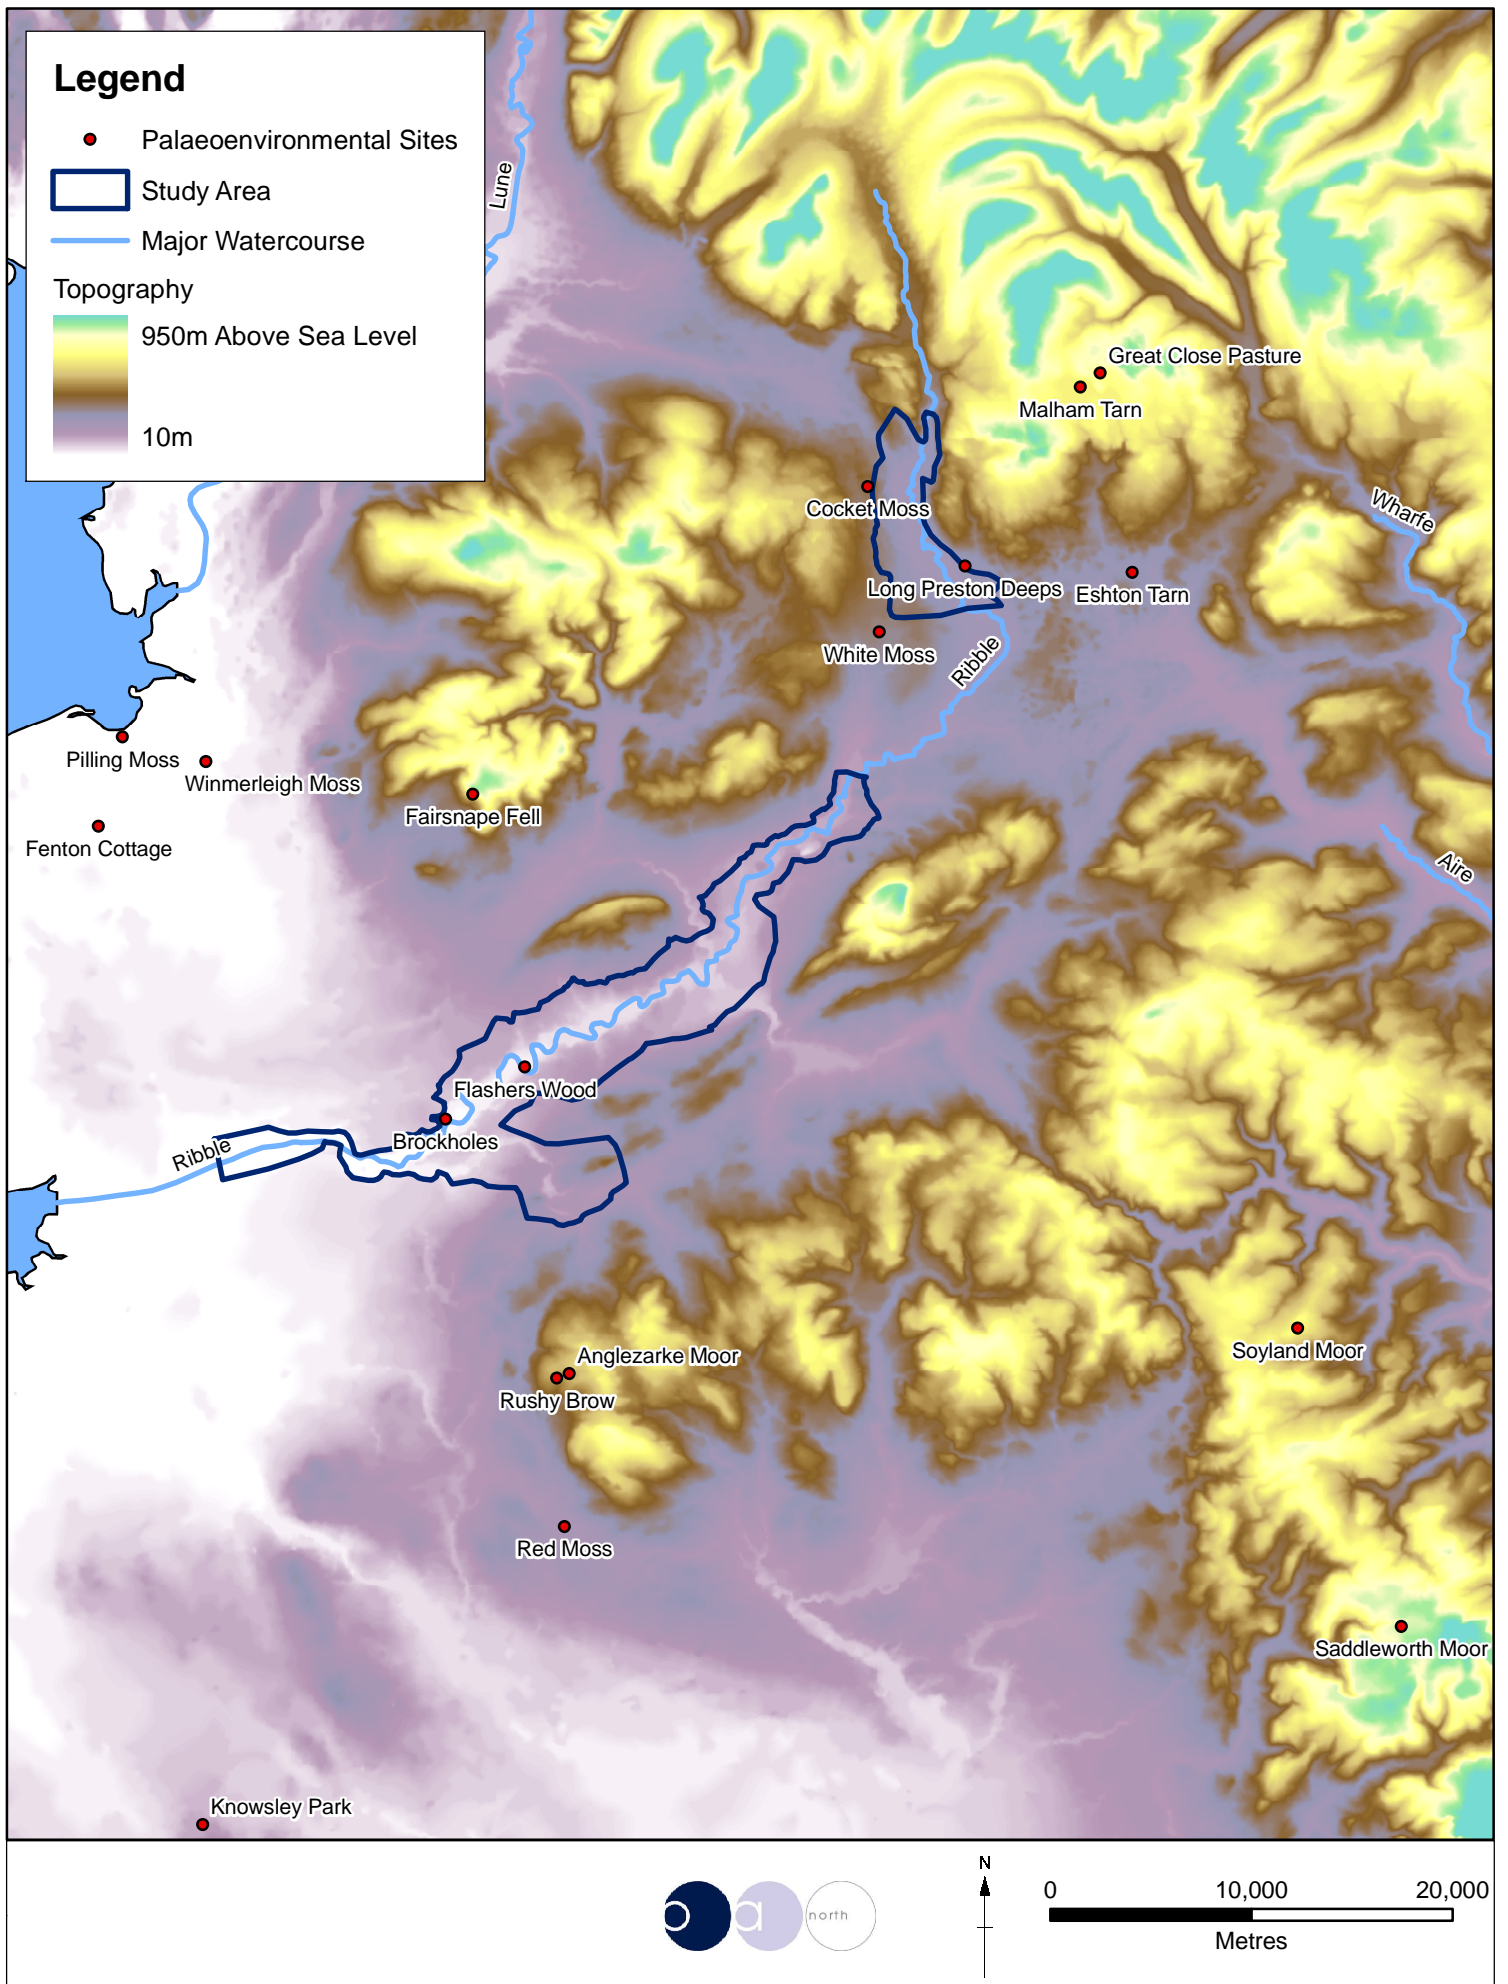 Legend
Palaeoenvironmental Sites
Study Area
Major Watercourse
Topography
950m Above Sea Level
10m
Lune
Great Close Pasture
Malham Tarn
Wharfe
Cocket Moss
Long Preston Deeps
Eshton Tarn
White Moss
Ribble
Pilling Moss
Winmerleigh Moss
Fairsnape Fell
Fenton Cottage
Aire
Flashers Wood
Brockholes
Ribble
Soyland Moor
Anglezarke Moor
Rushy Brow
Red Moss
Saddleworth Moor
Knowsley Park
o a north
N
0 10,000 20,000
Metres